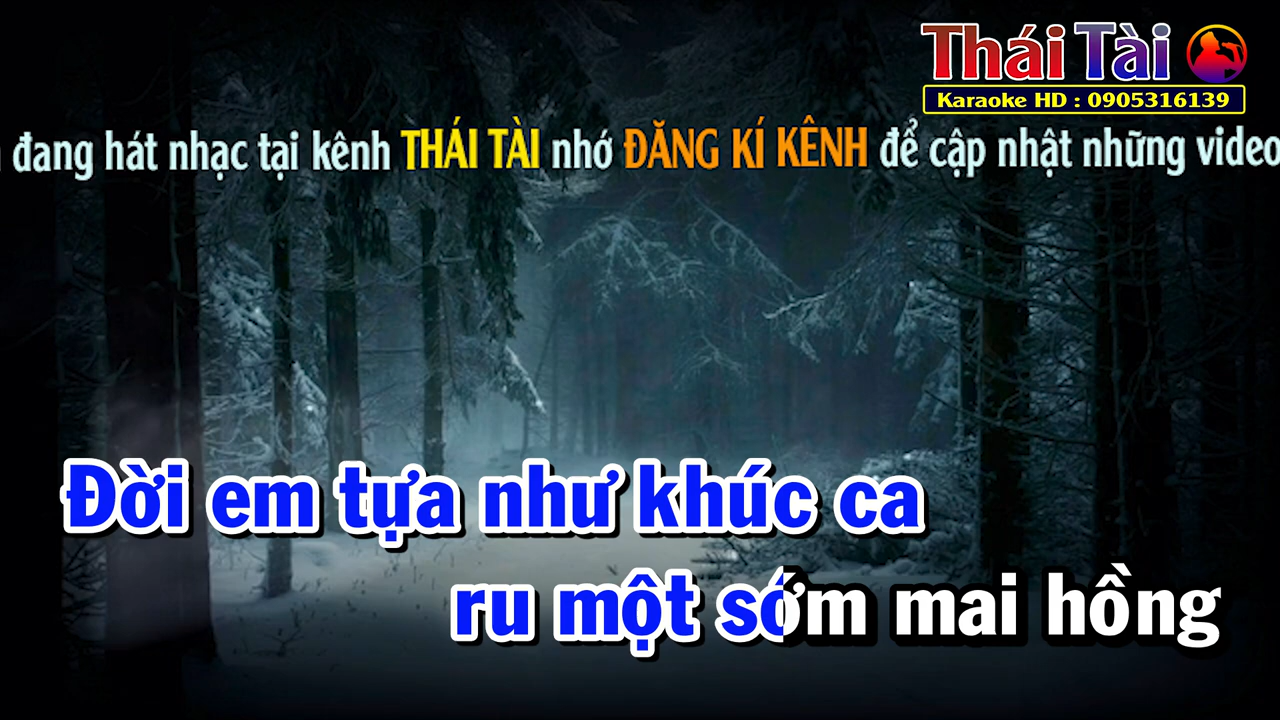 Thái Tài
Karaoke HD : 0905316139
đang hát nhạc tại kênh THÁI TÀI nhớ ĐĂNG KÍ KÊNH để cập nhật những video
Đời em tựa như khúc ca
ru một sớm mai hồng